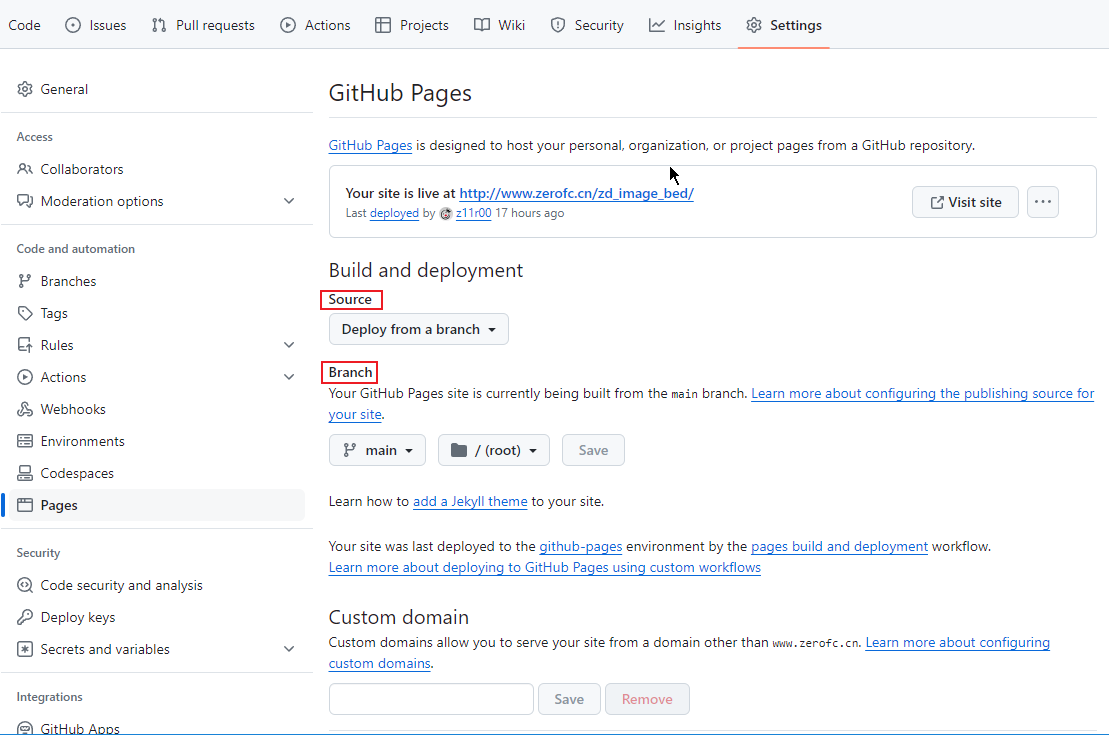 Code Issues Pull requests Actions Projects Wiki Security Insights Settings
General
Access
Collaborators
Moderation options
Code and automation
Branches
Tags
Rules
Actions
Webhooks
Environments
Codespaces
Pages
Security
Code security and analysis
Deploy keys
Secrets and variables
Integrations
GitHub Apps
GitHub Pages
GitHub Pages is designed to host your personal, organization, or project pages from a GitHub repository.
Your site is live at http://www.zerofc.cn/zd_image_bed/
Last deployed by z11r00 17 hours ago
Visit site
Build and deployment
Source
Deploy from a branch
Branch
Your GitHub Pages site is currently being built from the main branch. Learn more about configuring the publishing source for
your site.
main / (root) Save
Learn how to add a Jekyll theme to your site.
Your site was last deployed to the github-pages environment by the pages build and deployment workflow.
Learn more about deploying to GitHub Pages using custom workflows
Custom domain
Custom domains allow you to serve your site from a domain other than www.zerofc.cn. Learn more about configuring
custom domains.
Save Remove